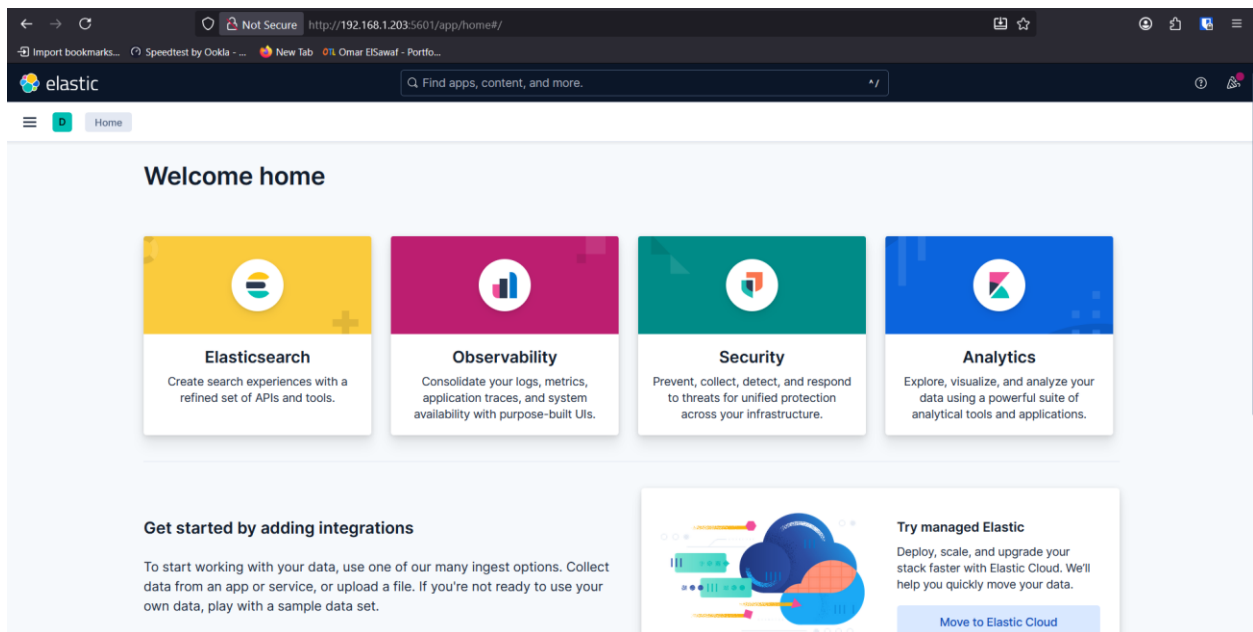 Not Secure http://192.168.1.203:5601/app/home#/
Import bookmarks... Speedtest by Ookla - ... New Tab Omar ElSawaf - Portfo...
elastic
Find apps, content, and more.
^/
D
Home
Welcome home
Elasticsearch
Create search experiences with a
refined set of APIs and tools.
Observability
Consolidate your logs, metrics,
application traces, and system
availability with purpose-built UIs.
Security
Prevent, collect, detect, and respond
to threats for unified protection
across your infrastructure.
Analytics
Explore, visualize, and analyze your
data using a powerful suite of
analytical tools and applications.
Get started by adding integrations
To start working with your data, use one of our many ingest options. Collect
data from an app or service, or upload a file. If you're not ready to use your
own data, play with a sample data set.
Try managed Elastic
Deploy, scale, and upgrade your
stack faster with Elastic Cloud. We'll
help you quickly move your data.
Move to Elastic Cloud